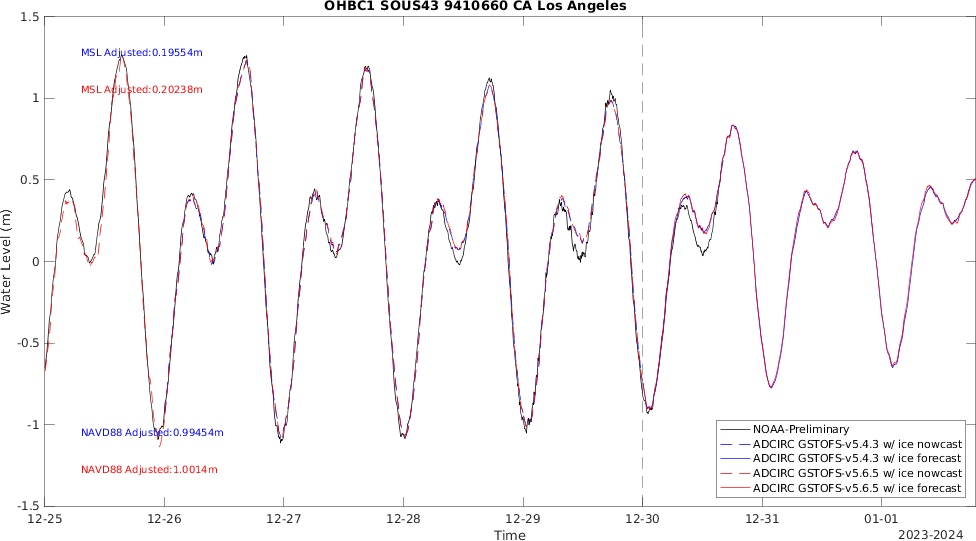 OHBC1 SOUS43 9410660 CA Los Angeles
1.5
1
0.5
0
-0.5
-1
-1.5
Water Level (m)
MSL Adjusted:0.19554m
MSL Adjusted:0.20238m
NAVD88 Adjusted:0.99454m
NAVD88 Adjusted:1.0014m
NOAA-Preliminary
ADCIRC GSTOFS-v5.4.3 w/ ice nowcast
ADCIRC GSTOFS-v5.4.3 w/ ice forecast
ADCIRC GSTOFS-v5.6.5 w/ ice nowcast
ADCIRC GSTOFS-v5.6.5 w/ ice forecast
12-25 12-26 12-27 12-28 12-29 12-30 12-31 01-01
Time
2023-2024